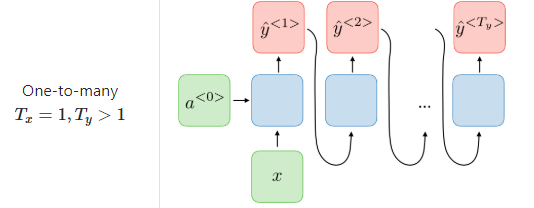 One-to-many
T_x = 1, T_y > 1
ŷ^{<1>} ŷ^{<2>} ŷ^{<T_y>}
a^{<0>} ...
x